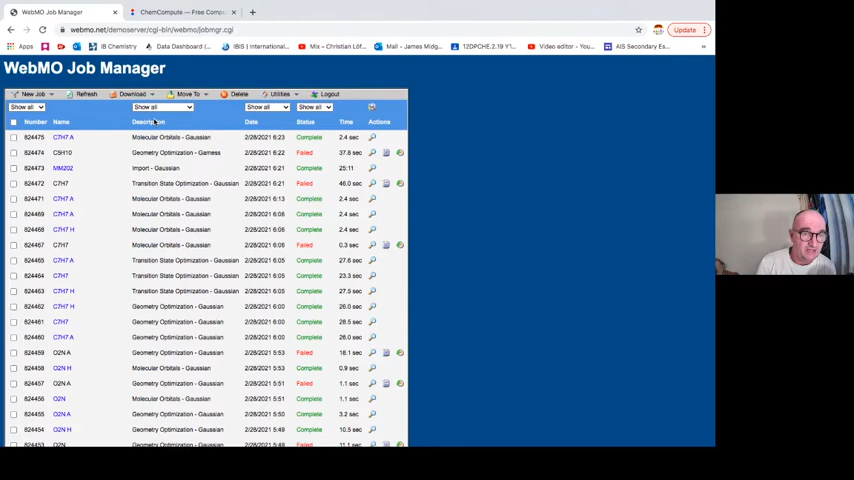 WebMO Job Manager
ChemCompute - Free Compu
webmo.net/demoserver/cgi-bin/webmo/jobmgr.cgi
Update
Apps
IB Chemistry
Data Dashboard (...
IBIS | International...
Mix – Christian Löf...
Mail - James Midg...
12DPCHE.2.19 Y1...
Video editor - You...
AIS Secondary Es...
WebMO Job Manager
New Job Refresh Download Move To Delete Utilities Logout
Show all Show all Show all Show all
Number Name Description Date Status Time Actions
824475 C7H7 A Molecular Orbitals - Gaussian 2/28/2021 6:23 Complete 2.4 sec
824474 C5H10 Geometry Optimization - Gamess 2/28/2021 6:22 Failed 37.8 sec
824473 MM202 Import - Gaussian 2/28/2021 6:21 Complete 25:11
824472 C7H7 Transition State Optimization - Gaussian 2/28/2021 6:21 Failed 46.0 sec
824471 C7H7 A Molecular Orbitals - Gaussian 2/28/2021 6:13 Complete 2.4 sec
824469 C7H7 A Molecular Orbitals - Gaussian 2/28/2021 6:08 Complete 2.4 sec
824468 C7H7 H Molecular Orbitals - Gaussian 2/28/2021 6:06 Complete 2.4 sec
824467 C7H7 Molecular Orbitals - Gaussian 2/28/2021 6:08 Failed 0.3 sec
824465 C7H7 A Transition State Optimization - Gaussian 2/28/2021 6:05 Complete 27.6 sec
824464 C7H7 Transition State Optimization - Gaussian 2/28/2021 6:05 Complete 23.3 sec
824463 C7H7 H Transition State Optimization - Gaussian 2/28/2021 6:05 Complete 27.5 sec
824462 C7H7 H Geometry Optimization - Gaussian 2/28/2021 6:00 Complete 26.0 sec
824461 C7H7 Geometry Optimization - Gaussian 2/28/2021 6:00 Complete 28.5 sec
824460 C7H7 A Geometry Optimization - Gaussian 2/28/2021 6:00 Complete 26.0 sec
824459 O2N A Geometry Optimization - Gaussian 2/28/2021 5:53 Failed 18.1 sec
824458 O2N H Molecular Orbitals - Gaussian 2/28/2021 5:53 Complete 0.9 sec
824457 O2N A Geometry Optimization - Gaussian 2/28/2021 5:51 Failed 1.1 sec
824456 O2N Molecular Orbitals - Gaussian 2/28/2021 5:51 Complete 1.1 sec
824455 O2N A Geometry Optimization - Gaussian 2/28/2021 5:50 Complete 3.2 sec
824454 O2N H Geometry Optimization - Gaussian 2/28/2021 5:49 Complete 10.5 sec
824453 O2N Geometry Optimization - Gaussian 2/28/2021 5:49 Failed 11.1 sec